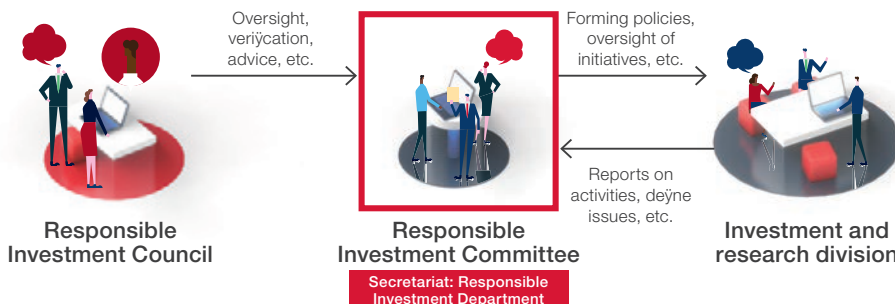 Oversight,
veriÿcation,
advice, etc.
Forming policies,
oversight of
initiatives, etc.
Reports on
activities, deÿne
issues, etc.
Responsible
Investment Council
Responsible
Investment Committee
Investment and
research division
Secretariat: Responsible
Investment Department